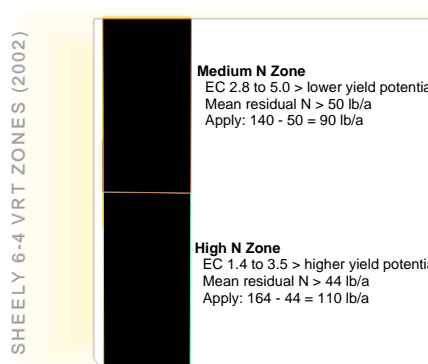 SHEELY 6-4 VRT ZONES (2002)
Medium N Zone
EC 2.8 to 5.0 > lower yield potentia
Mean residual N > 50 lb/a
Apply: 140 - 50 = 90 lb/a
High N Zone
EC 1.4 to 3.5 > higher yield potentia
Mean residual N > 44 lb/a
Apply: 164 - 44 = 110 lb/a